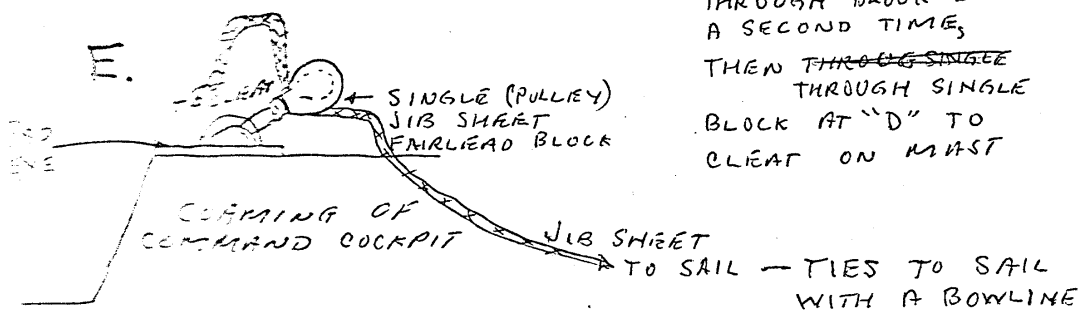 E.
CLEAT
SINGLE (PULLEY)
JIB SHEET
FAIRLEAD BLOCK
COAMING OF
COMMAND COCKPIT
JIB SHEET
TO SAIL — TIES TO SAIL
WITH A BOWLINE
THROUGH BLOCK
A SECOND TIME,
THEN THROUG SINGLE
THROUGH SINGLE
BLOCK AT "D" TO
CLEAT ON MAST